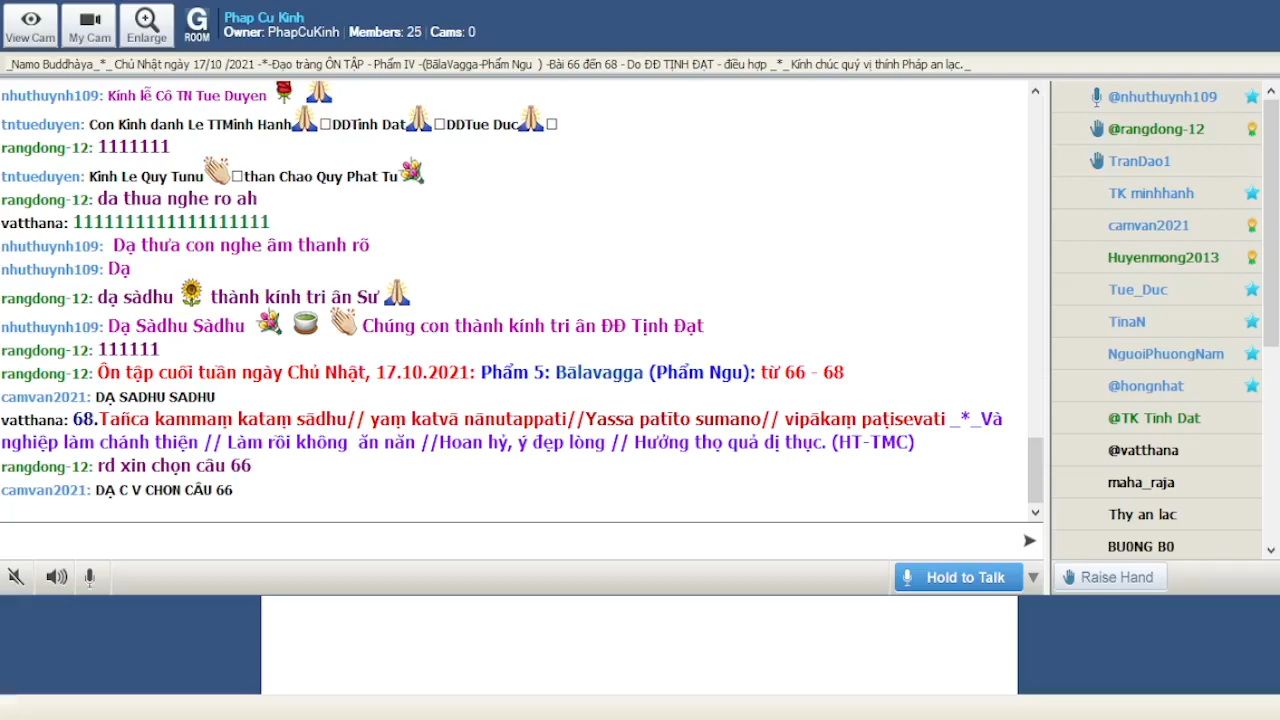 Phap Cu Kinh
Owner: PhapCuKinh | Members: 25 | Cams: 0
View Cam
My Cam
Enlarge
G
ROOM
_Namo Buddhàya_*_ Chủ Nhật ngày 17/10 /2021 -*-Đạo tràng ÔN TẬP - Phẩm IV -(BālaVagga-Phẩm Ngu ) -Bài 66 đến 68 - Do ĐĐ TỊNH ĐẠT - điều hợp _*_Kính chúc quý vị thính Pháp an lạc._
nhuthuynh109: Kính lễ Cô TN Tue Duyen
tntueduyen: Con Kinh danh Le TTMinh Hanh DDTinh Dat DDTue Duc
rangdong-12: 1111111
tntueduyen: Kinh Le Quy Tunu than Chao Quy Phat Tu
rangdong-12: da thua nghe ro ah
vatthana: 1111111111111111111
nhuthuynh109: Dạ thưa con nghe âm thanh rõ
nhuthuynh109: Dạ
rangdong-12: dạ sàdhu thành kính tri ân Sư
nhuthuynh109: Dạ Sàdhu Sàdhu Chúng con thành kính tri ân ĐĐ Tịnh Đạt
rangdong-12: 111111
rangdong-12: Ôn tập cuối tuần ngày Chủ Nhật, 17.10.2021: Phẩm 5: Bālavagga (Phẩm Ngu): từ 66 - 68
camvan2021: DẠ SADHU SADHU
vatthana: 68.Tañca kammaṃ kataṃ sādhu// yaṃ katvā nānutappati//Yassa patīto sumano// vipākaṃ paṭisevati _*_Và
nghiệp làm chánh thiện // Làm rồi không ăn năn //Hoan hỷ, ý đẹp lòng // Hưởng thọ quả dị thục. (HT-TMC)
rangdong-12: rd xin chọn câu 66
camvan2021: DẠ C V CHON CÂU 66
Hold to Talk
@nhuthuynh109
@rangdong-12
TranDao1
TK minhhanh
camvan2021
Huyenmong2013
Tue_Duc
TinaN
NguoiPhuongNam
@hongnhat
@TK Tinh Dat
@vatthana
maha_raja
Thy an lac
BU0NG B0
Raise Hand